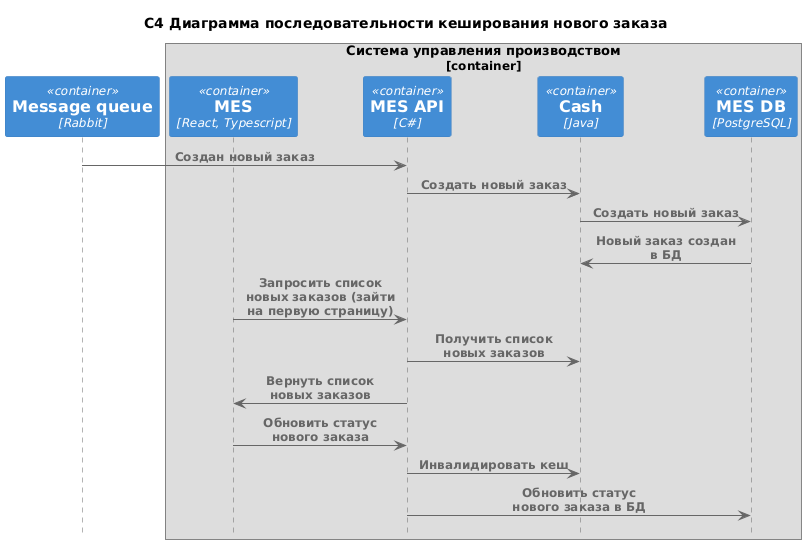 C4 Диаграмма последовательности кеширования нового заказа
Система управления производством
[container]
«container»
Message queue
[Rabbit]
«container»
MES
[React, Typescript]
«container»
MES API
[C#]
«container»
Cash
[Java]
«container»
MES DB
[PostgreSQL]
Создан новый заказ
Создать новый заказ
Создать новый заказ
Новый заказ создан
в БД
Запросить список
новых заказов (зайти
на первую страницу)
Получить список
новых заказов
Вернуть список
новых заказов
Обновить статус
нового заказа
Инвалидировать кеш
Обновить статус
нового заказа в БД